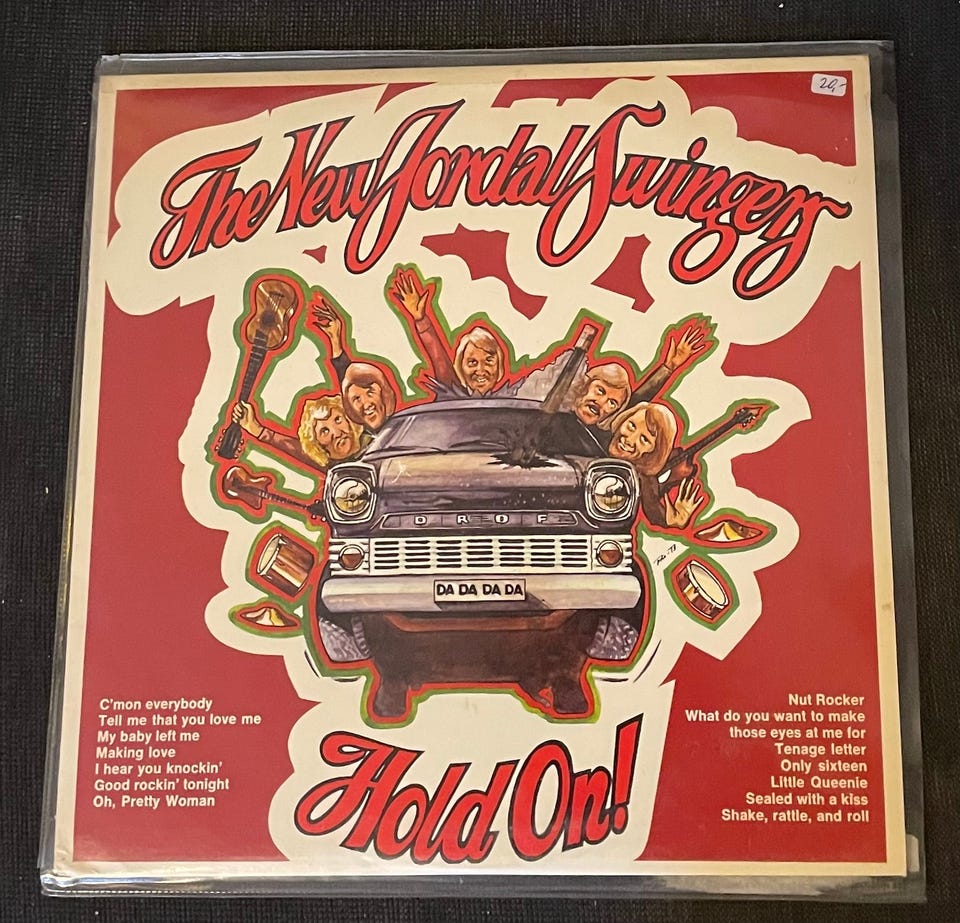 20,-
The New Jordal Swingers
DROF
DA DA DA DA
C'mon everybody
Tell me that you love me
My baby left me
Making love
I hear you knockin'
Good rockin' tonight
Oh, Pretty Woman
Nut Rocker
What do you want to make
those eyes at me for
Tenage letter
Only sixteen
Little Queenie
Sealed with a kiss
Shake, rattle, and roll
Hold On!